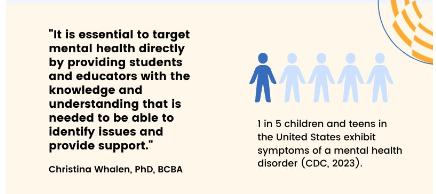 "It is essential to target
mental health directly
by providing students
and educators with the
knowledge and
understanding that is
needed to be able to
identify issues and
provide support."
Christina Whalen, PhD, BCBA
1 in 5 children and teens in
the United States exhibit
symptoms of a mental health
disorder (CDC, 2023).